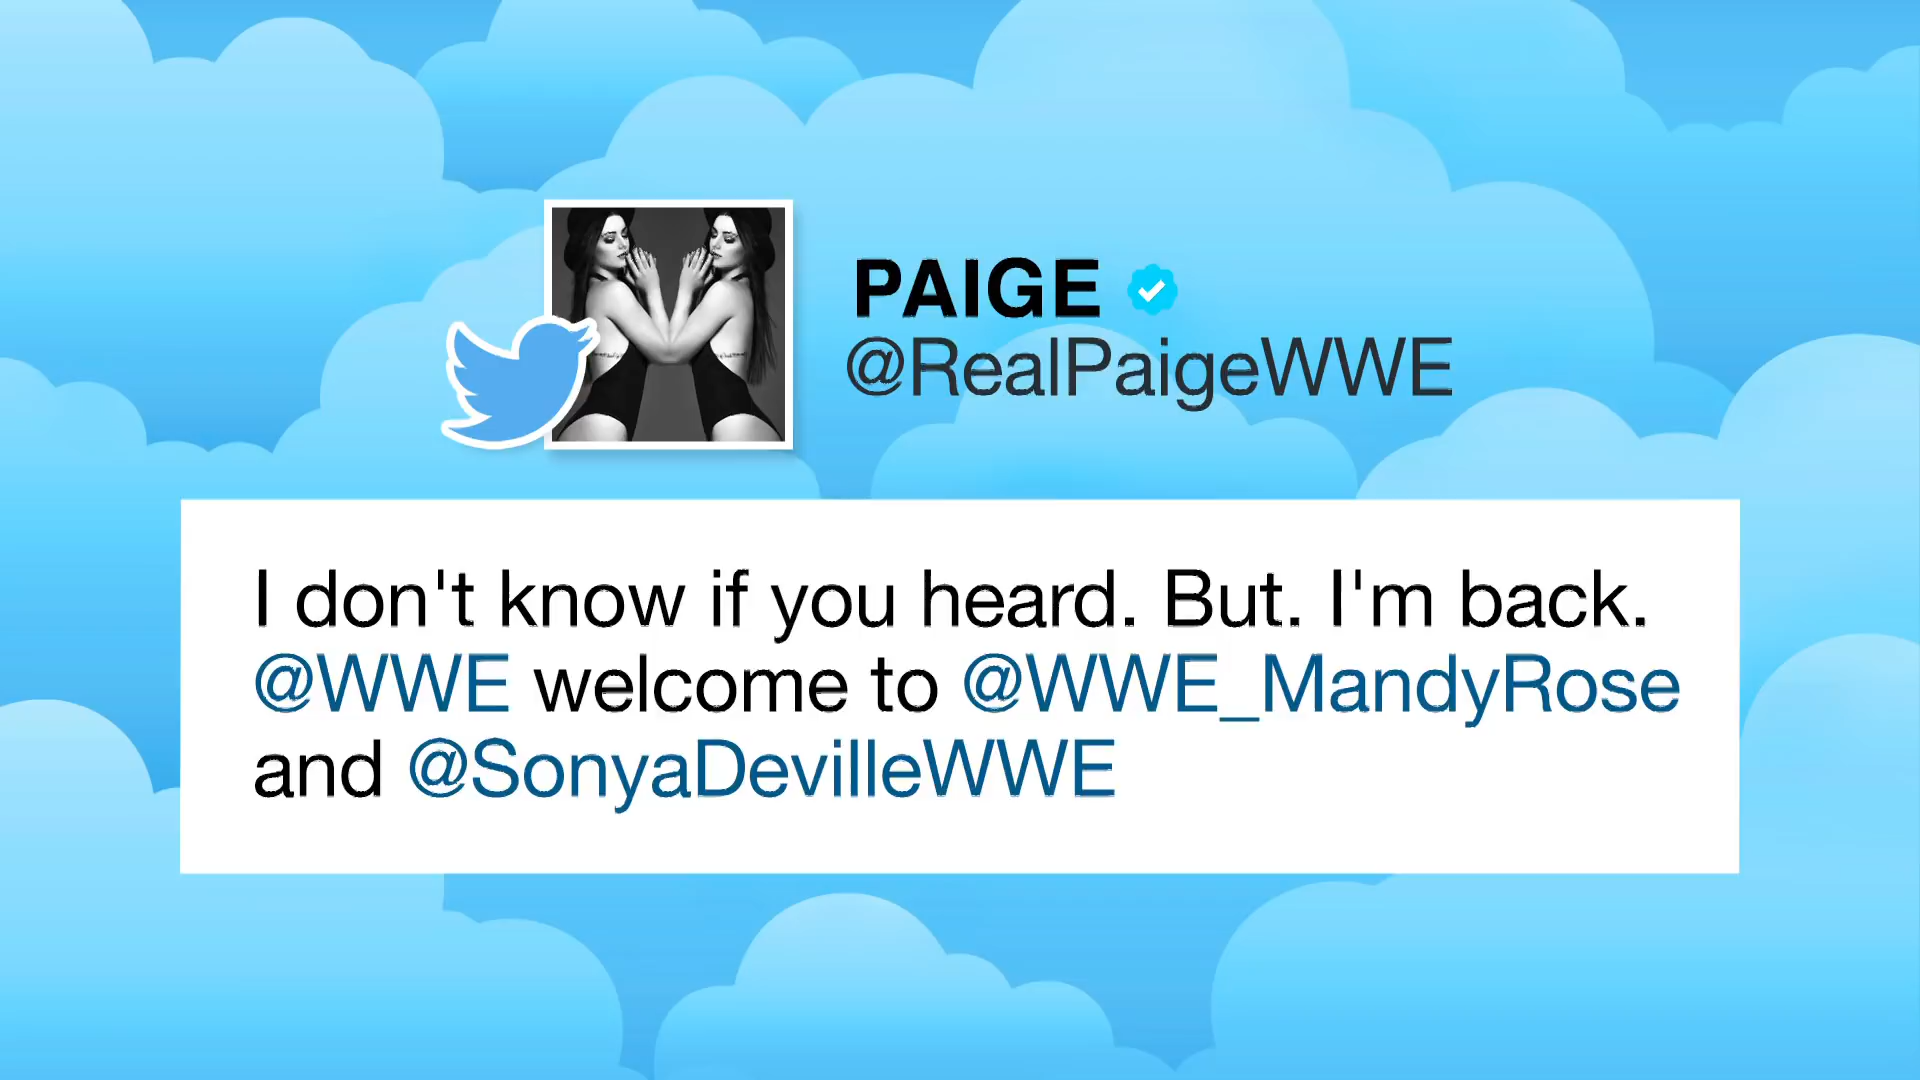 PAIGE
@RealPaigeWWE
I don't know if you heard. But. I'm back.
@WWE welcome to @WWE_MandyRose
and @SonyaDevilleWWE